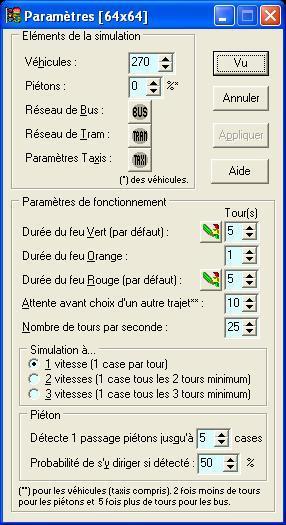 Paramètres [64x64]
Eléments de la simulation
Véhicules : 270
Piétons : 0 %*
Réseau de Bus : BUS
Réseau de Tram : TRAM
Paramètres Taxis : TAXI
(*) des véhicules.
Vu
Annuler
Appliquer
Aide
Paramètres de fonctionnement
Tour(s)
Durée du feu Vert (par défaut) : 5
Durée du feu Orange : 1
Durée du feu Rouge (par défaut) : 5
Attente avant choix d'un autre trajet** : 10
Nombre de tours par seconde : 25
Simulation à...
1 vitesse (1 case par tour)
2 vitesses (1 case tous les 2 tours minimum)
3 vitesses (1 case tous les 3 tours minimum)
Piéton
Détecte 1 passage piétons jusqu'à 5 cases
Probabilité de s'y diriger si détecté : 50 %
(**) pour les véhicules (taxis compris). 2 fois moins de tours
pour les piétons et 5 fois plus de tours pour les bus.